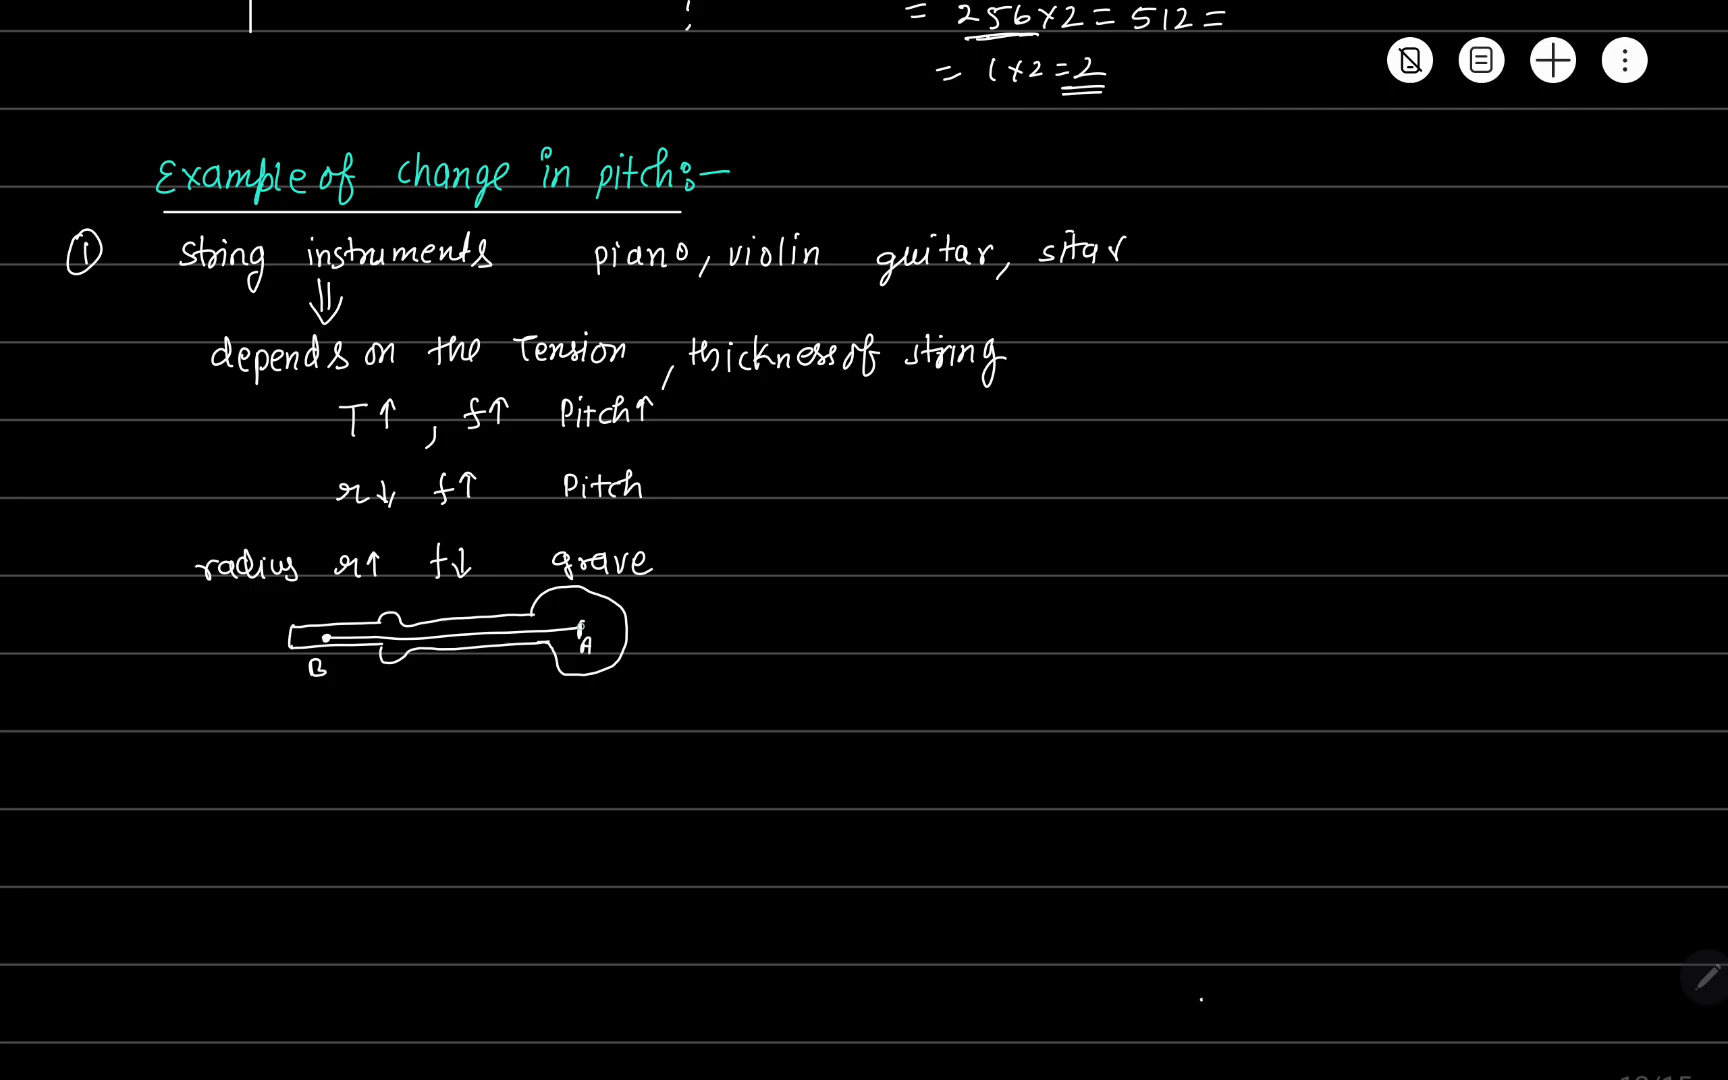 = 256×2 = 512 =
= 1×2 = 2
Example of change in pitch:-
① string instruments piano, violin guitar, sitar
⇓
depends on the Tension, thickness of string
T↑, f↑ Pitch↑
r↓ f↑ Pitch
radius r↑ f↓ grave
A
B